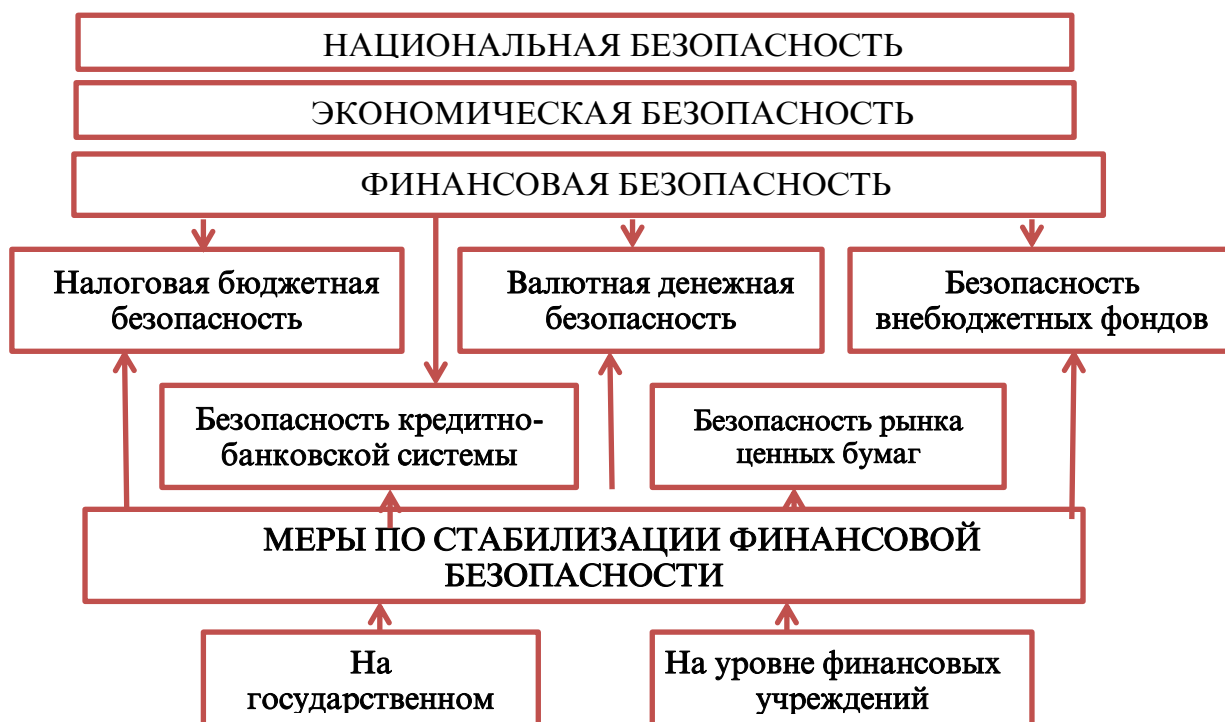 НАЦИОНАЛЬНАЯ БЕЗОПАСНОСТЬ
ЭКОНОМИЧЕСКАЯ БЕЗОПАСНОСТЬ
ФИНАНСОВАЯ БЕЗОПАСНОСТЬ
Налоговая бюджетная
безопасность
Валютная денежная
безопасность
Безопасность
внебюджетных фондов
Безопасность кредитно-
банковской системы
Безопасность рынка
ценных бумаг
МЕРЫ ПО СТАБИЛИЗАЦИИ ФИНАНСОВОЙ
БЕЗОПАСНОСТИ
На
государственном
На уровне финансовых
учреждений